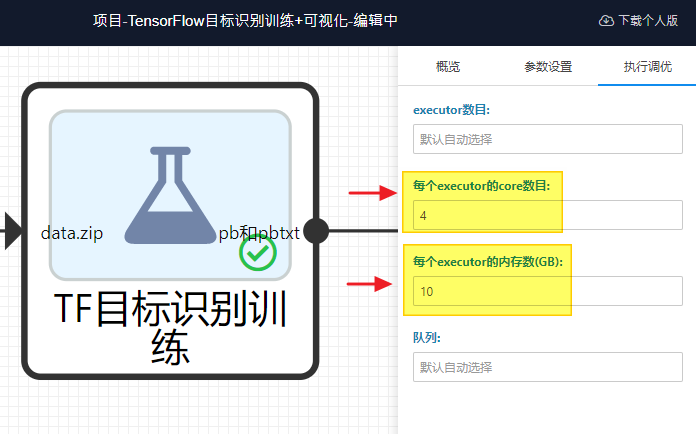 项目-TensorFlow目标识别训练+可视化-编辑中
下载个人版
概览
参数设置
执行调优
executor数目:
默认自动选择
每个executor的core数目:
4
每个executor的内存数(GB):
10
队列:
默认自动选择
data.zip
pb和pbtxt
TF目标识别训
练